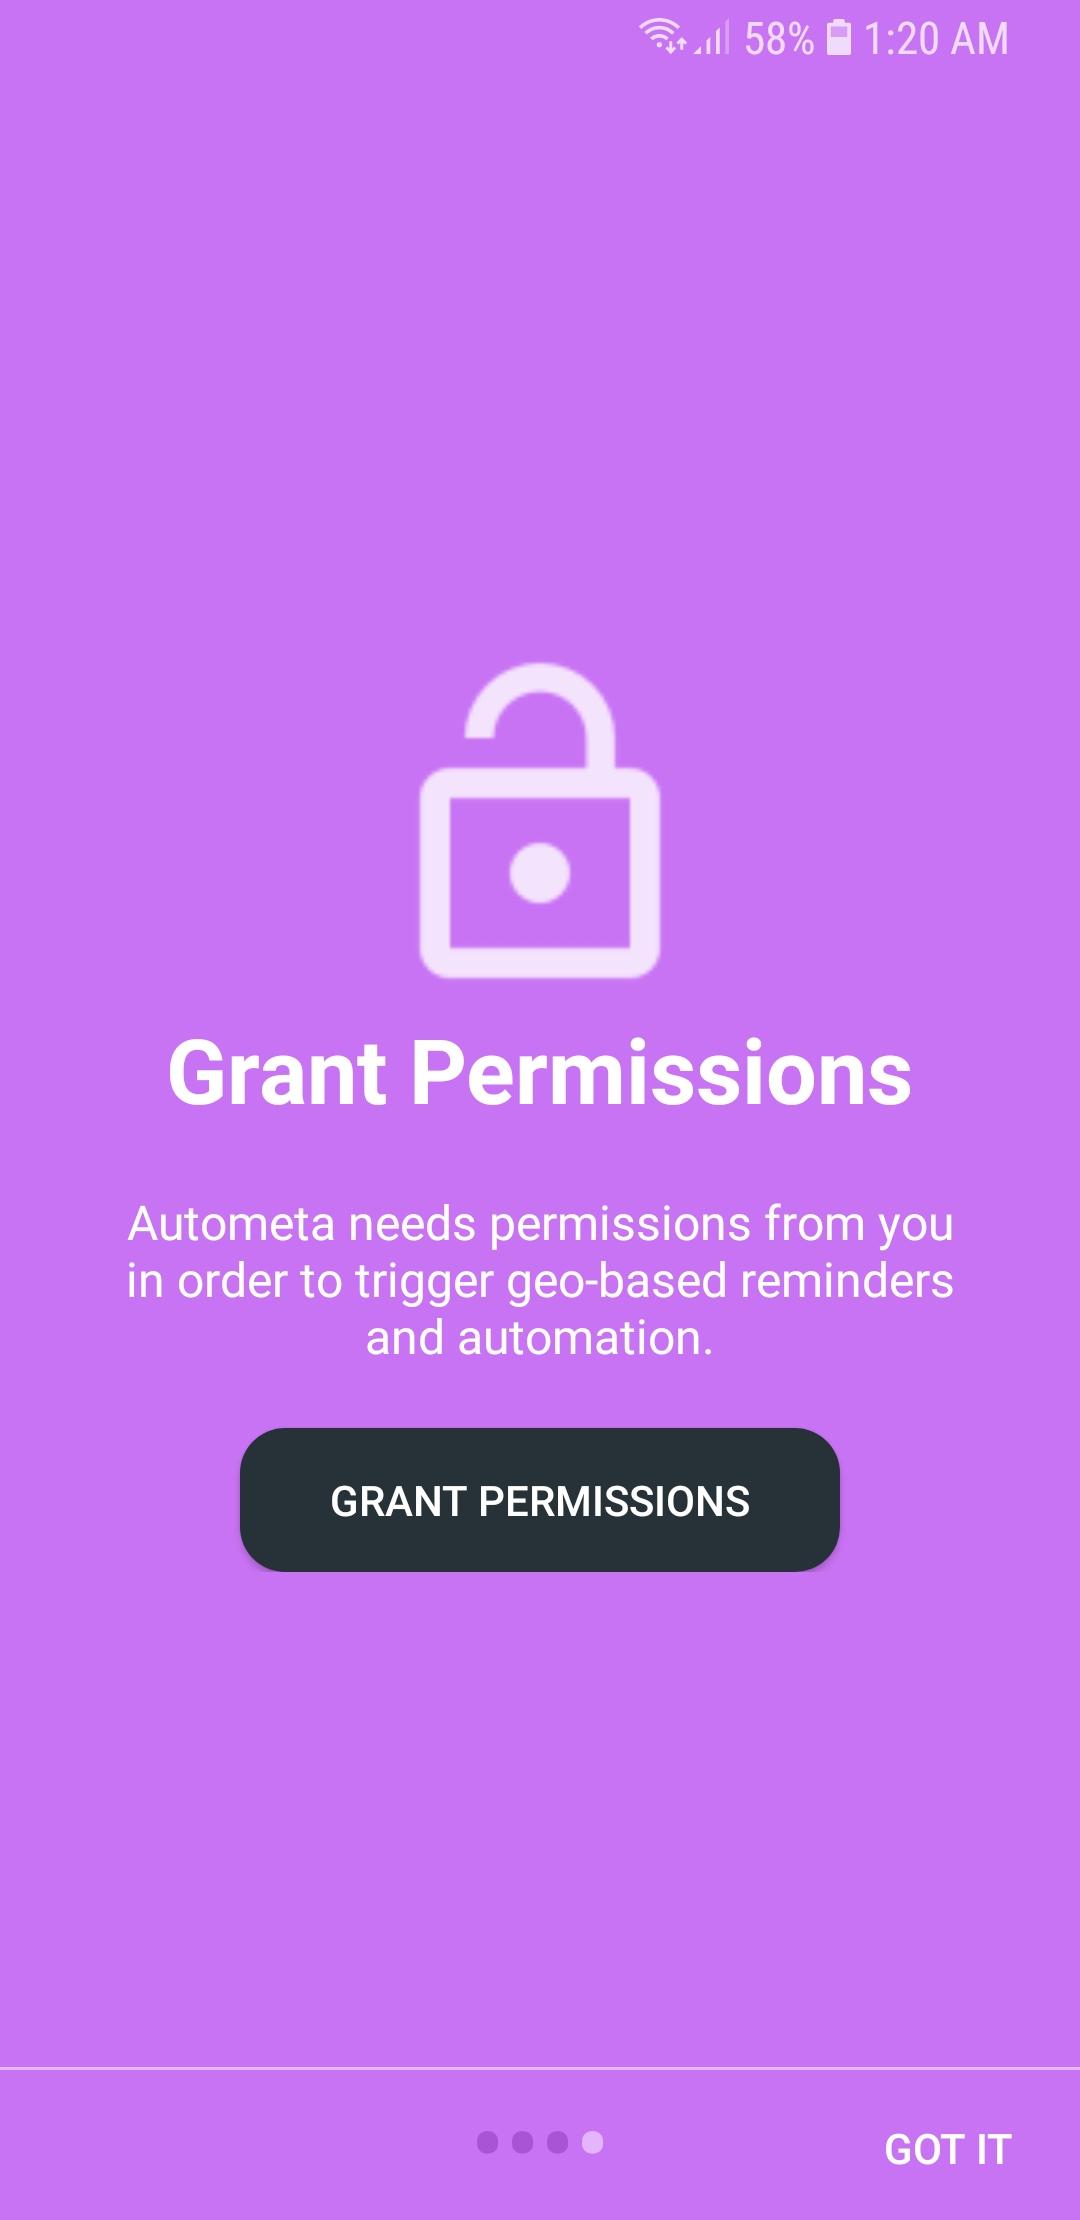 58% 1:20 AM
Grant Permissions
Autometa needs permissions from you
in order to trigger geo-based reminders
and automation.
GRANT PERMISSIONS
GOT IT